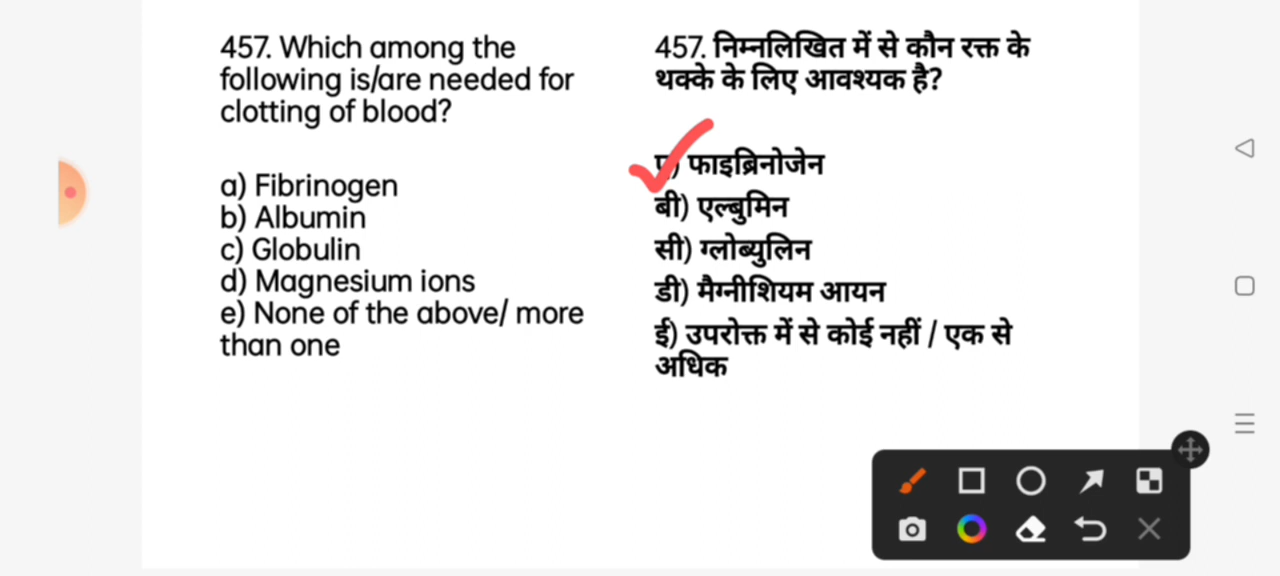 457. Which among the
following is/are needed for
clotting of blood?
a) Fibrinogen
b) Albumin
c) Globulin
d) Magnesium ions
e) None of the above/ more
than one
457. निम्नलिखित में से कौन रक्त के
थक्के के लिए आवश्यक है?
ए) फाइब्रिनोजेन
बी) एल्बुमिन
सी) ग्लोब्युलिन
डी) मैग्नीशियम आयन
ई) उपरोक्त में से कोई नहीं / एक से
अधिक